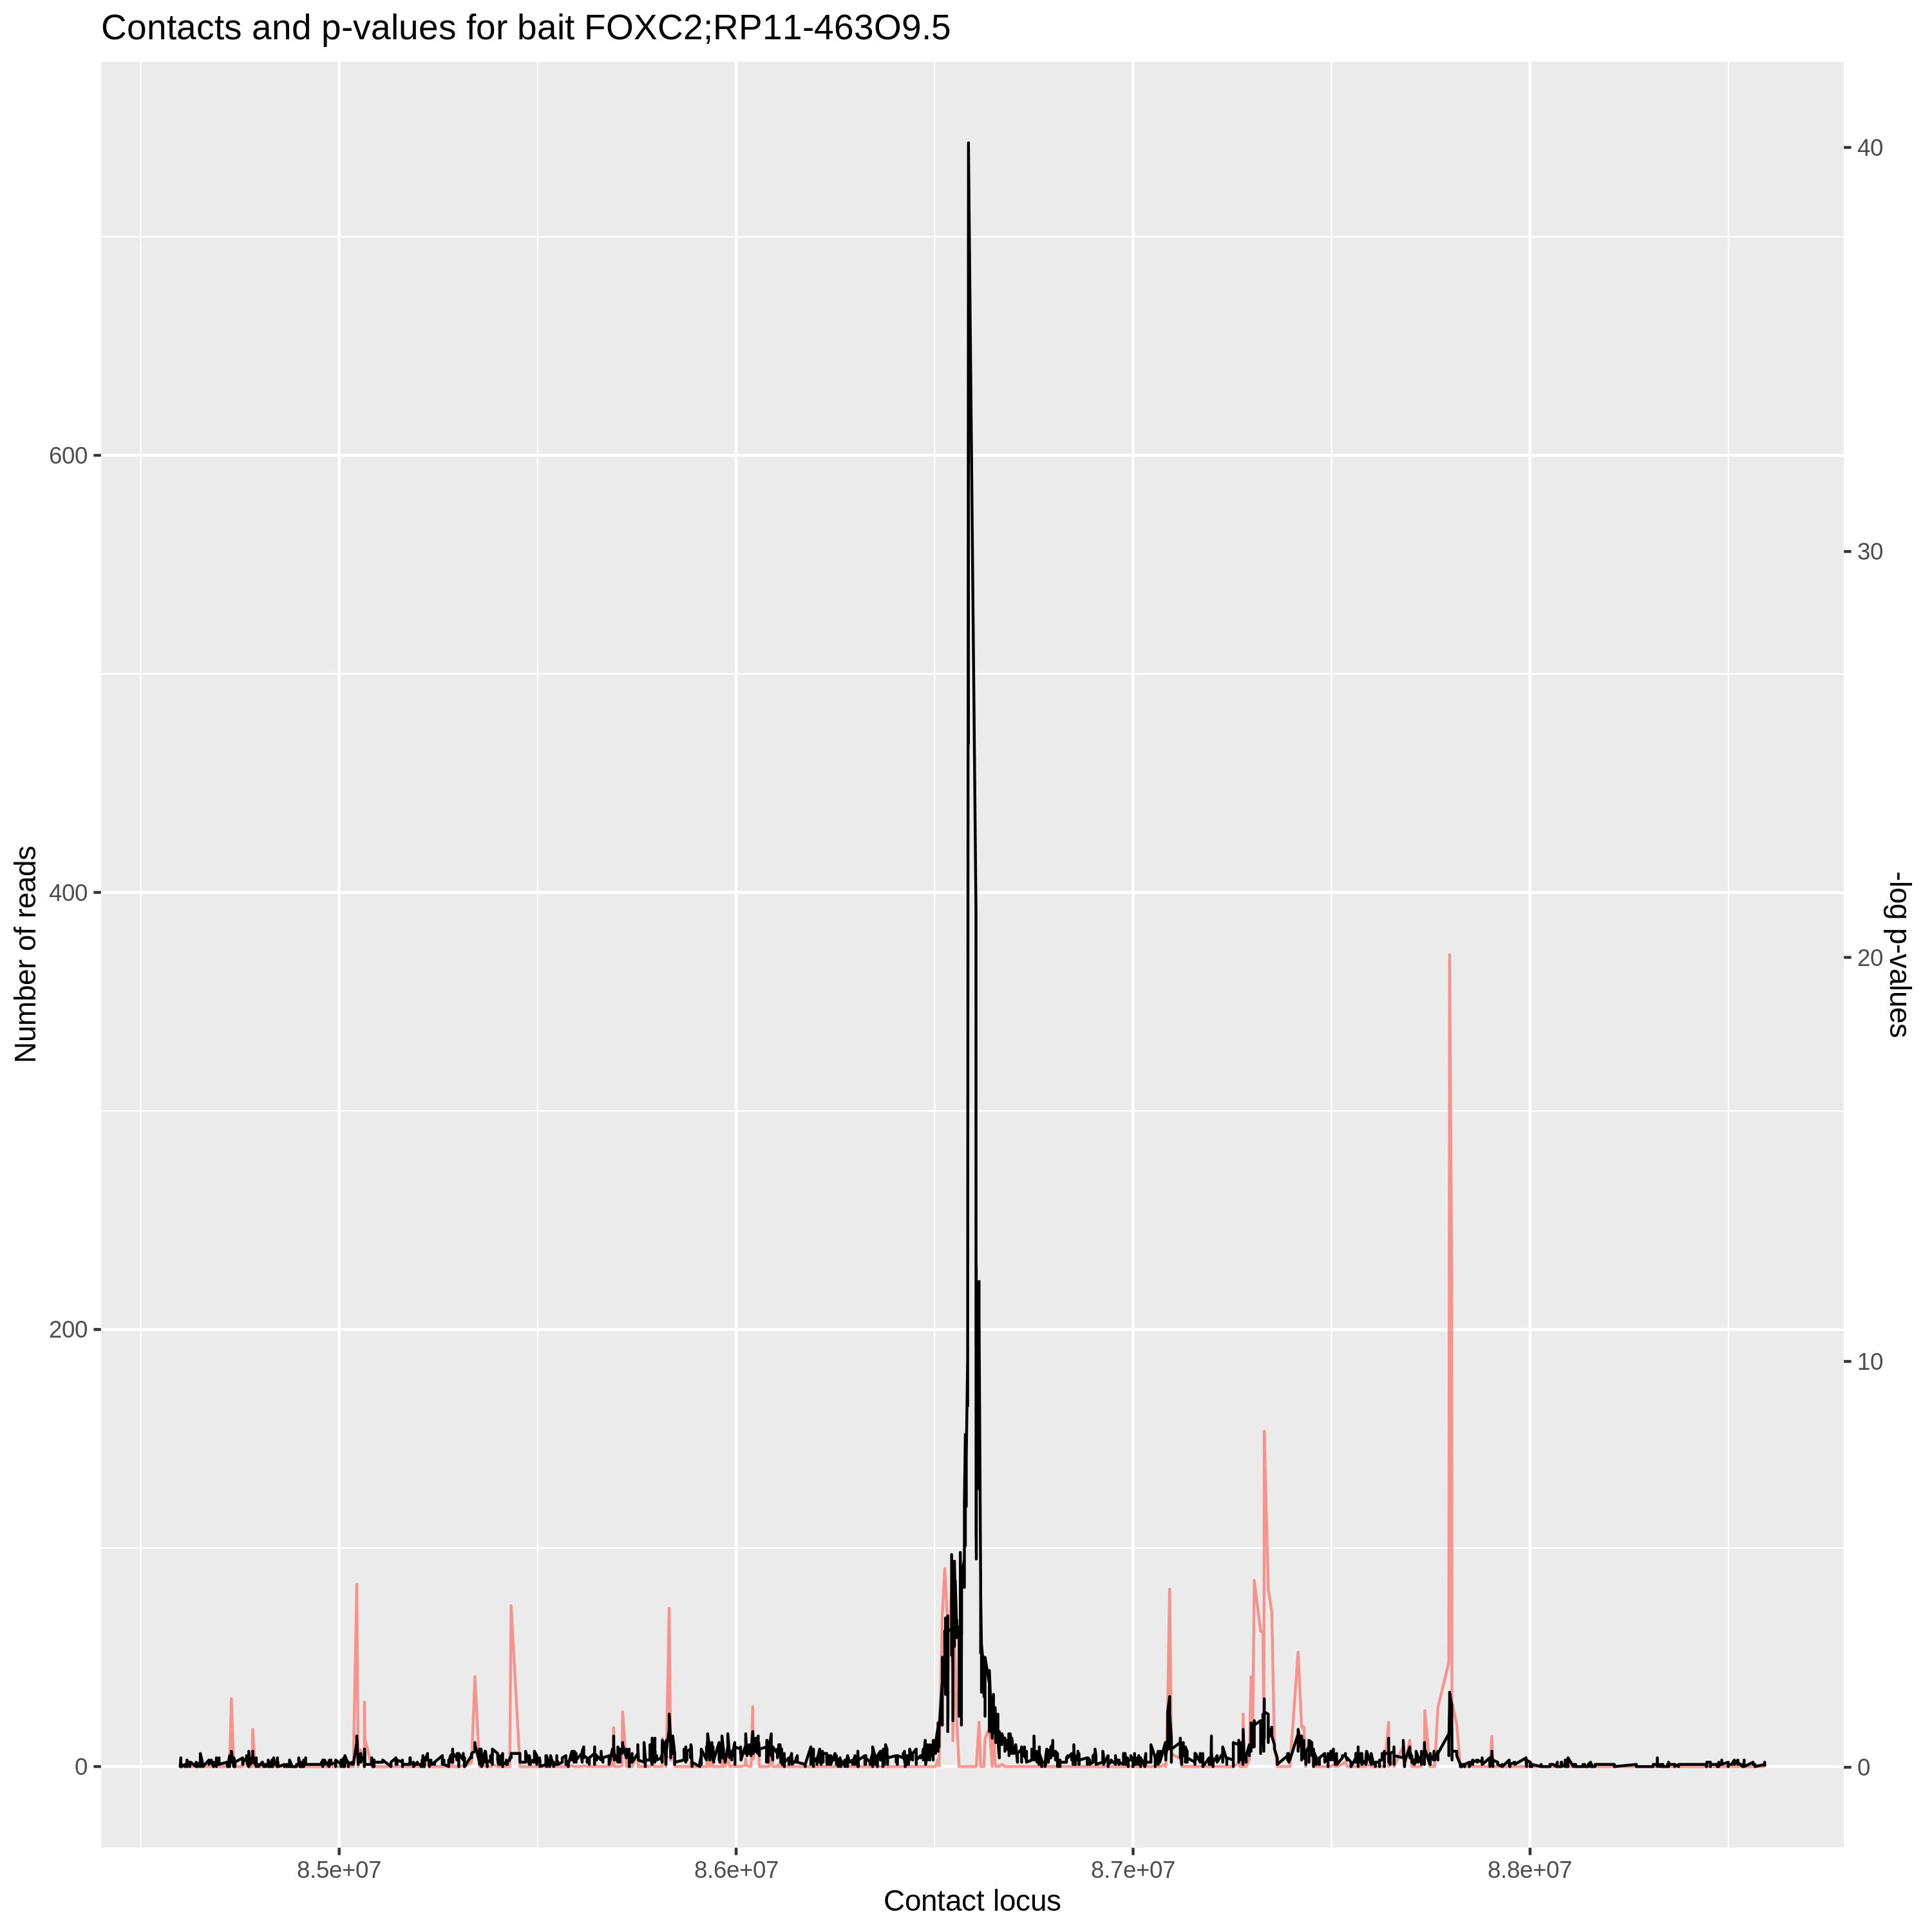 Contacts and p-values for bait FOXC2;RP11-463O9.5
Number of reads
600
400
200
0
40
30
20
10
0
-log p-values
8.5e+07
8.6e+07
8.7e+07
8.8e+07
Contact locus